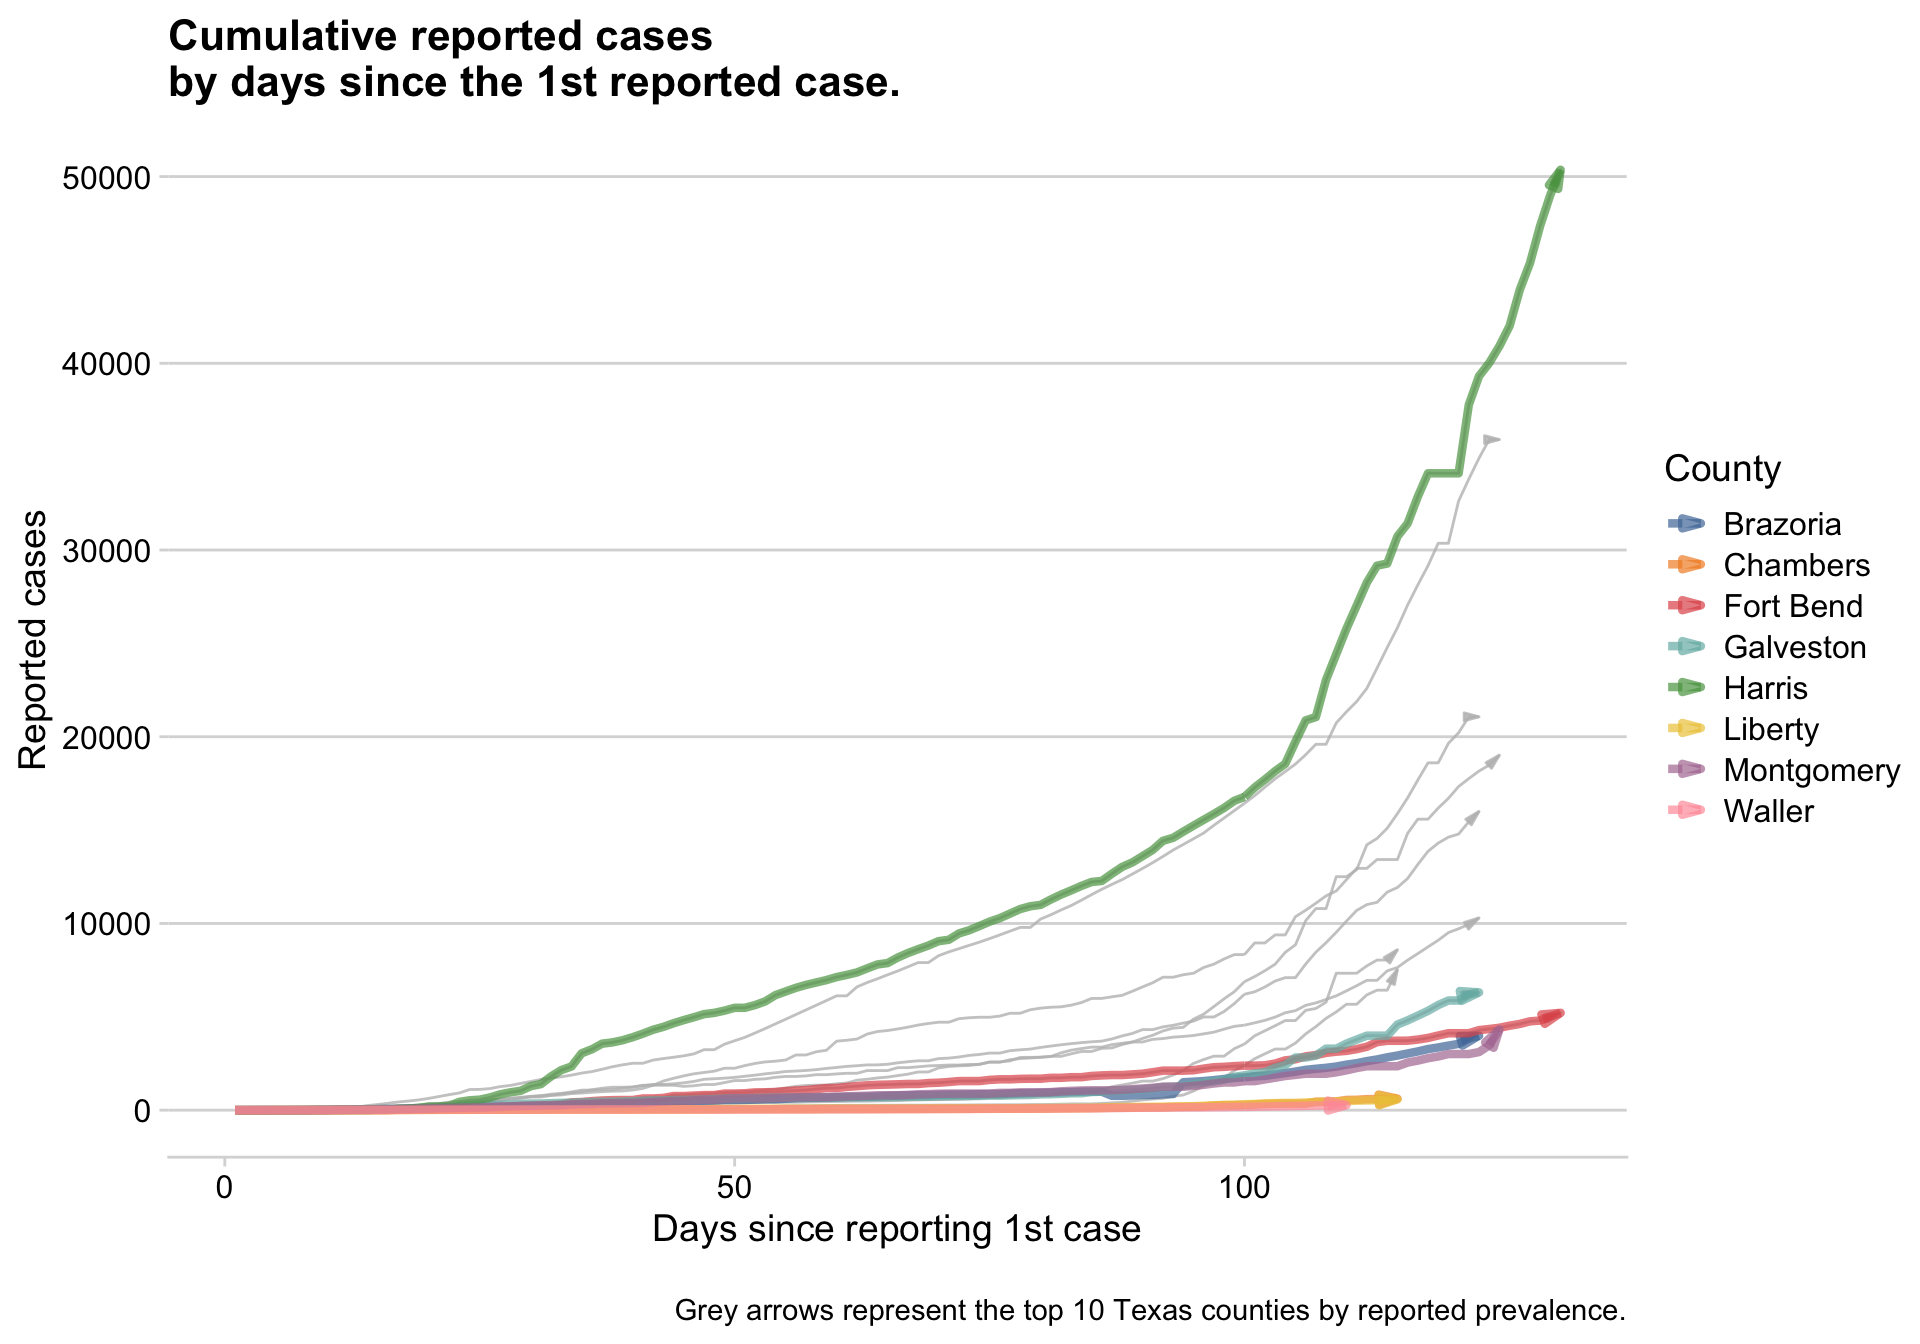 Cumulative reported cases
by days since the 1st reported case.
50000
40000
30000
20000
10000
0
Reported cases
0
50
100
Days since reporting 1st case
County
Brazoria
Chambers
Fort Bend
Galveston
Harris
Liberty
Montgomery
Waller
Grey arrows represent the top 10 Texas counties by reported prevalence.